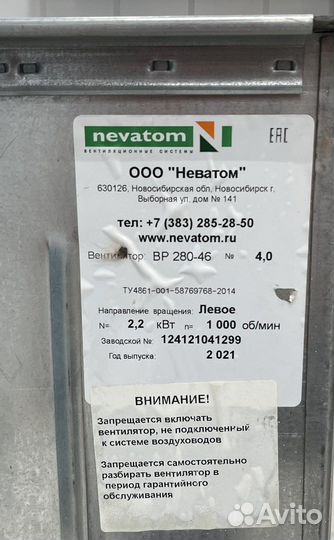 nevatom
ВЕНТИЛЯЦИОННЫЕ СИСТЕМЫ
EAC
ООО "Неватом"
630126, Новосибирская обл, Новосибирск г,
Выборная ул. дом № 141
тел: +7 (383) 285-28-50
www.nevatom.ru
Вентилятор: ВР 280-46 № 4,0
ТУ4861-001-58769768-2014
Направление вращения: Левое
N= 2,2 кВт n= 1 000 об/мин
Заводской №: 124121041299
Год выпуска: 2 021
ВНИМАНИЕ!
Запрещается включать
вентилятор, не подключенный
к системе воздуховодов
Запрещается самостоятельно
разбирать вентилятор в
период гарантийного
обслуживания
Avito